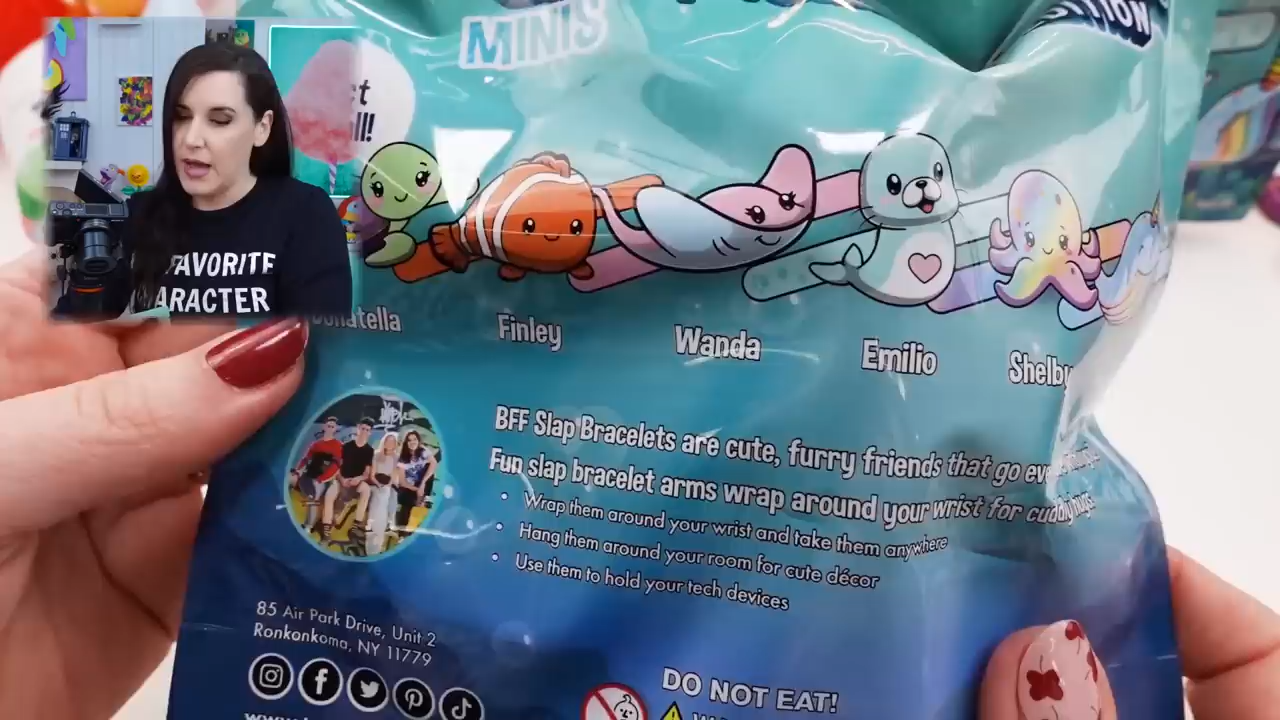 MINIS
Finley
Wanda
Emilio
Shelby
FAVORITE
BFF Slap Bracelets are cute, furry friends that go
Fun slap bracelet arms wrap around your wrist for cuddly hugs
• Wrap them around your wrist and take them anywhere
• Hang them around your room for cute décor
• Use them to hold your tech devices
85 Air Park Drive, Unit 2
Ronkonkoma, NY 11779
DO NOT EAT!